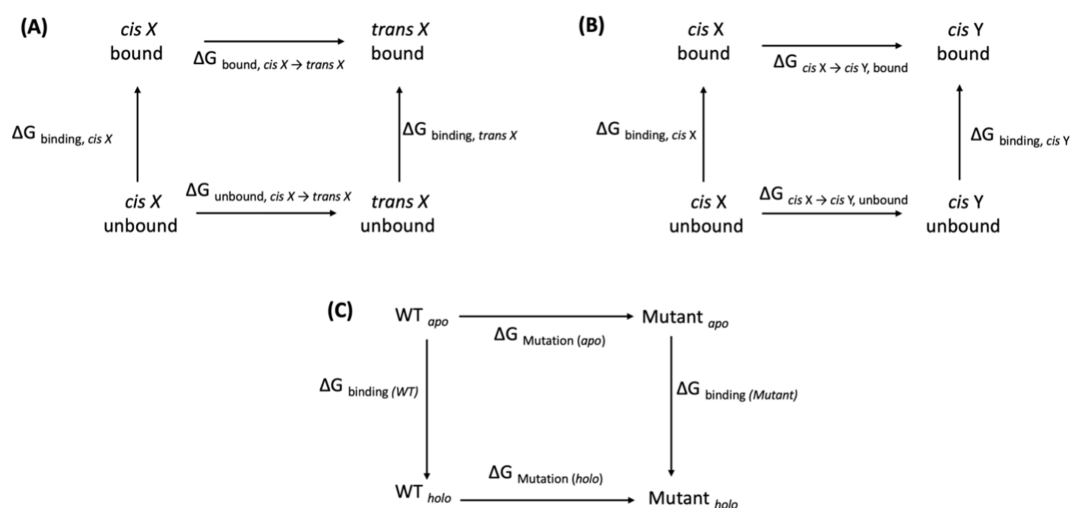 (A)
cis X
bound
trans X
bound
ΔG bound, cis X → trans X
ΔG binding, cis X
ΔG binding, trans X
cis X
unbound
ΔG unbound, cis X → trans X
trans X
unbound
(B)
cis X
bound
cis Y
bound
ΔG cis X → cis Y, bound
ΔG binding, cis X
ΔG binding, cis Y
cis X
unbound
ΔG cis X → cis Y, unbound
cis Y
unbound
(C)
WT apo
Mutant apo
ΔG Mutation (apo)
ΔG binding (WT)
ΔG binding (Mutant)
ΔG Mutation (holo)
WT holo
Mutant holo